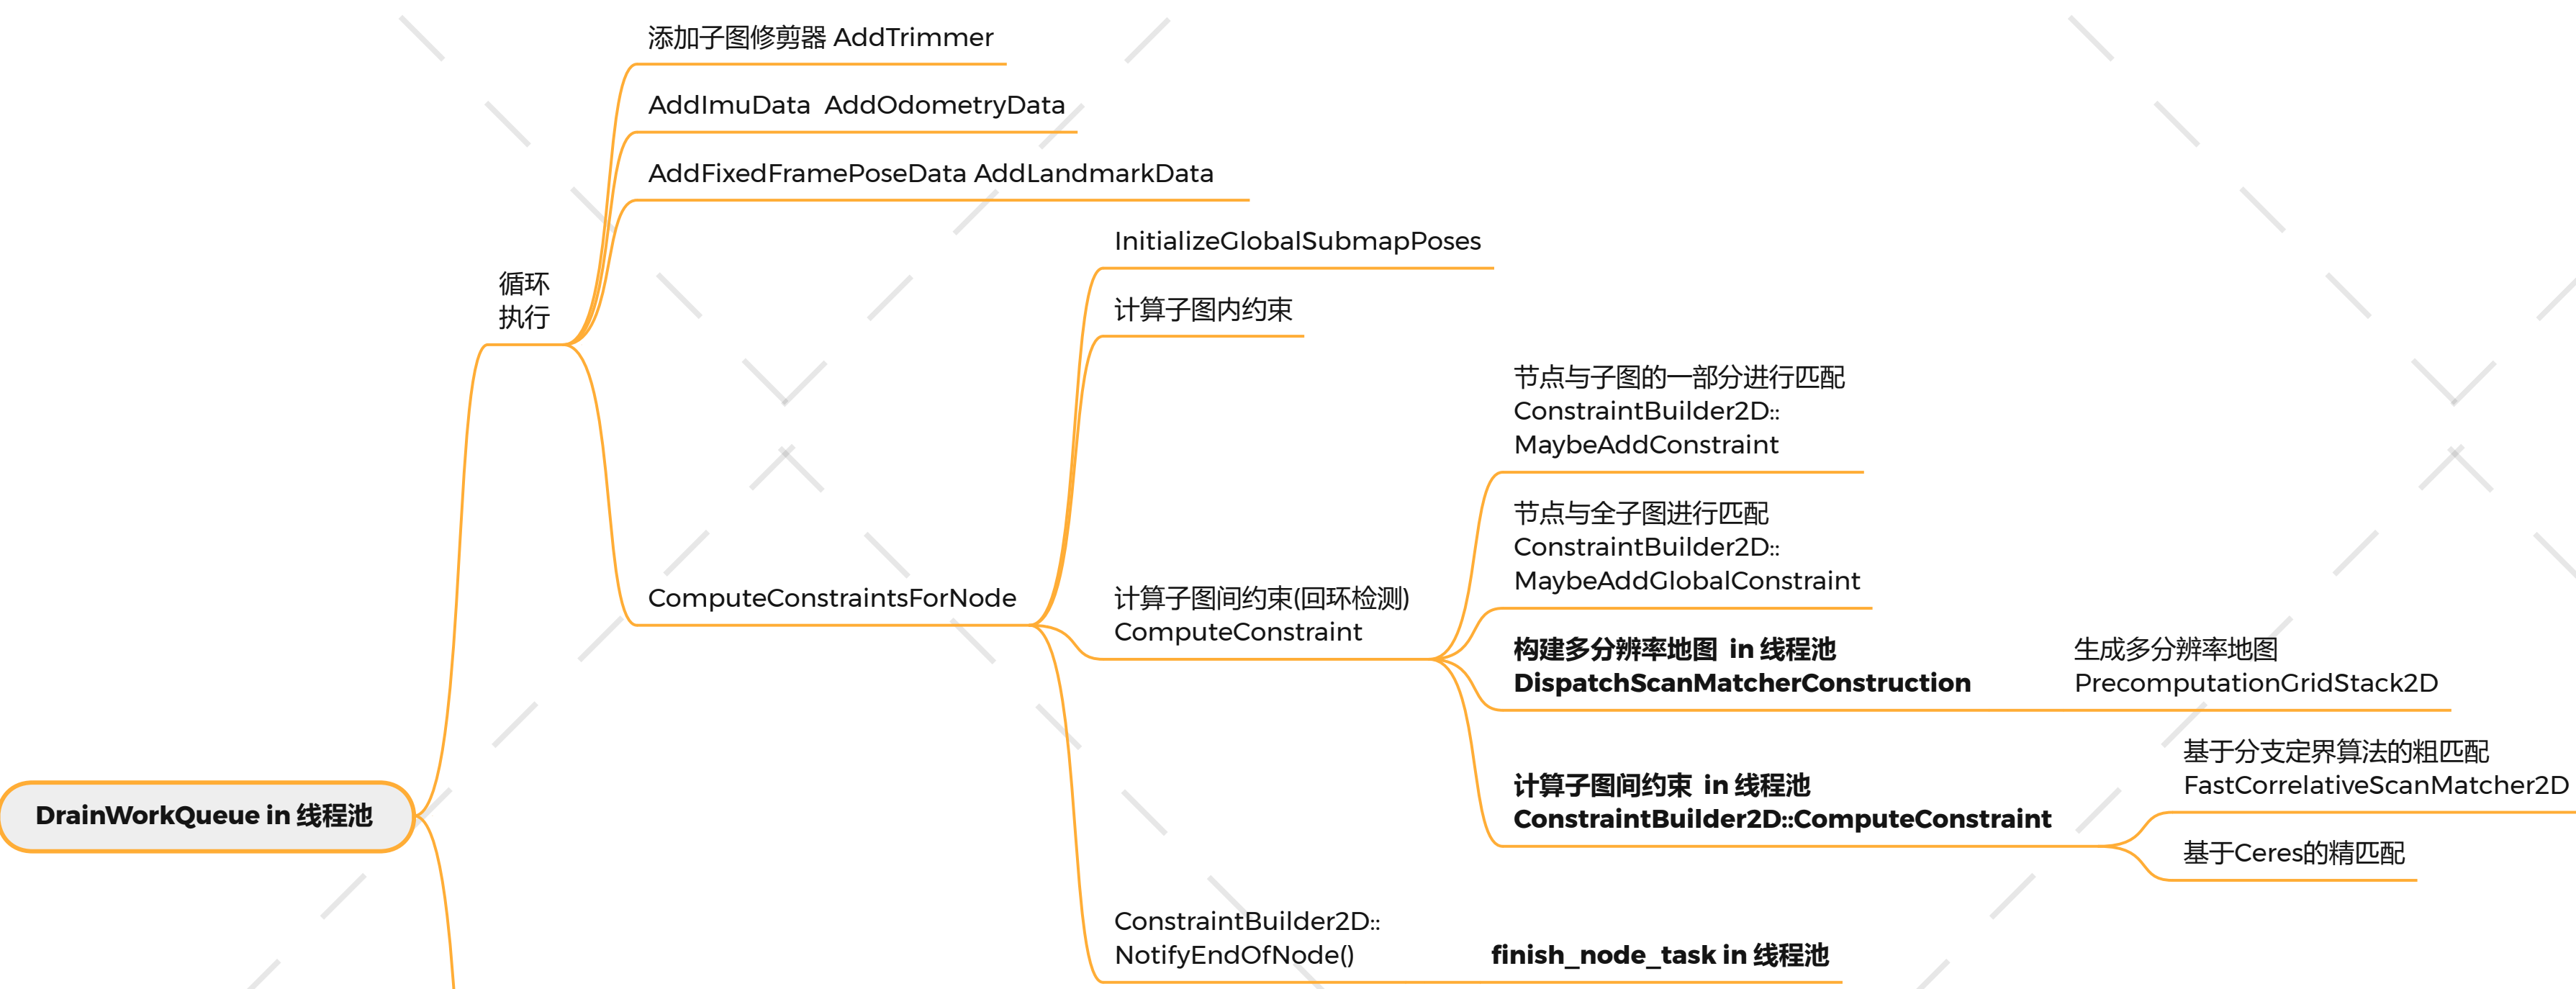 添加子图修剪器 AddTrimmer
AddImuData  AddOdometryData
AddFixedFramePoseData AddLandmarkData
InitializeGlobalSubmapPoses
循环
执行
计算子图内约束
节点与子图的一部分进行匹配
ConstraintBuilder2D::
MaybeAddConstraint
节点与全子图进行匹配
ConstraintBuilder2D::
MaybeAddGlobalConstraint
ComputeConstraintsForNode
计算子图间约束(回环检测)
ComputeConstraint
构建多分辨率地图  in 线程池
DispatchScanMatcherConstruction
生成多分辨率地图
PrecomputationGridStack2D
DrainWorkQueue in 线程池
计算子图间约束  in 线程池
ConstraintBuilder2D::ComputeConstraint
基于分支定界算法的粗匹配
FastCorrelativeScanMatcher2D
基于Ceres的精匹配
ConstraintBuilder2D::
NotifyEndOfNode()
finish_node_task in 线程池